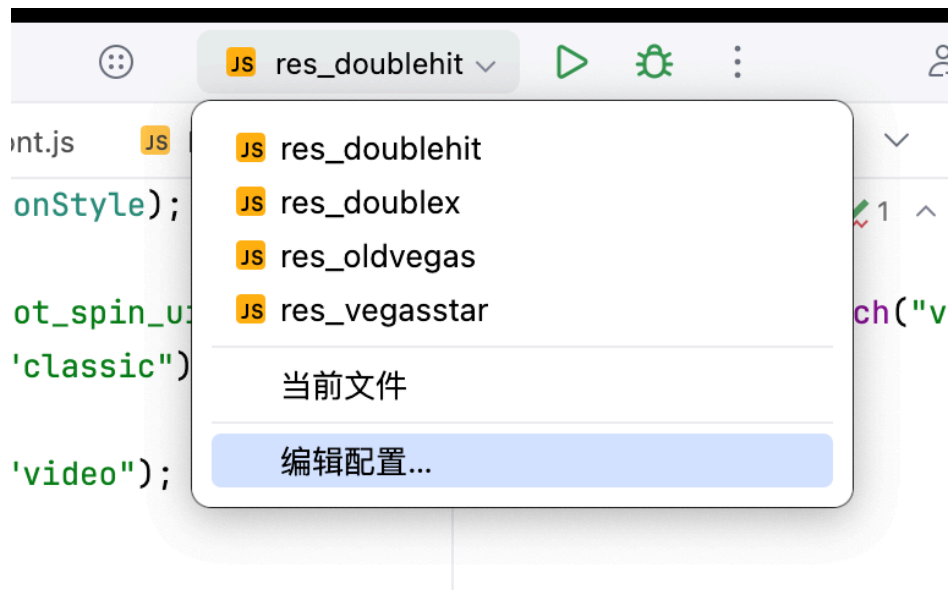 JS res_doublehit
ont.js JS
JS res_doublehit
onStyle);
JS res_doublex
1
JS res_oldvegas
ot_spin_u
JS res_vegasstar
ch("v
'classic")
当前文件
'video");
编辑配置...